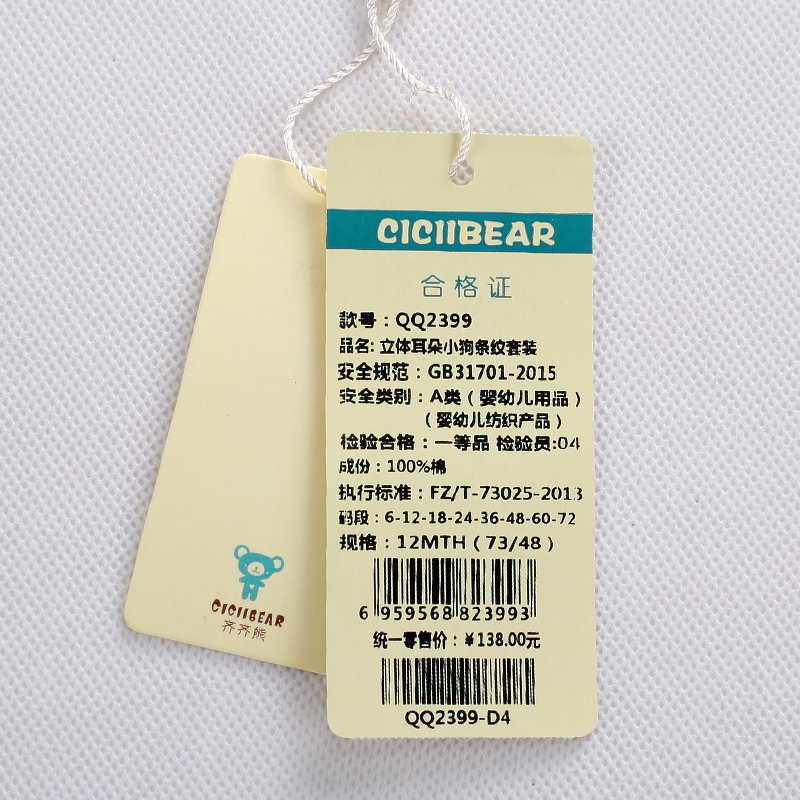 CICIIBEAR
合格证
款号：QQ2399
品名: 立体耳朵小狗条纹套装
安全规范：GB31701-2015
安全类别：A类（婴幼儿用品）
（婴幼儿纺织产品）
检验合格：一等品 检验员:04
成份：100%棉
执行标准：FZ/T-73025-2013
码段：6-12-18-24-36-48-60-72
规格：12MTH（73/48）
6 959568 823993
统一零售价：¥138.00元
QQ2399-D4
CICIIBEAR
齐齐熊